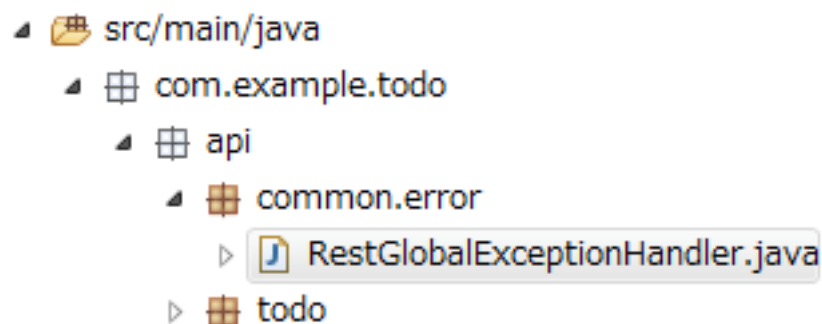 src/main/java
com.example.todo
api
common.error
RestGlobalExceptionHandler.java
todo